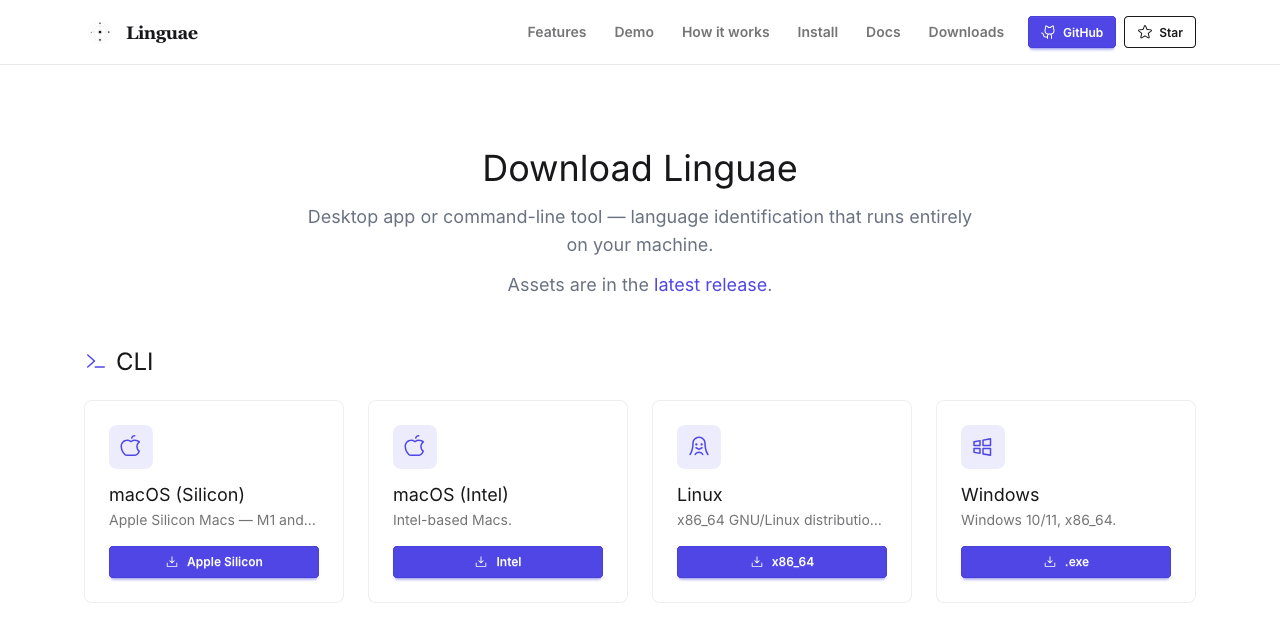 Linguae
Features Demo How it works Install Docs Downloads GitHub Star
Download Linguae
Desktop app or command-line tool — language identification that runs entirely
on your machine.
Assets are in the latest release.
CLI
macOS (Silicon)
Apple Silicon Macs — M1 and...
Apple Silicon
macOS (Intel)
Intel-based Macs.
Intel
Linux
x86_64 GNU/Linux distributio...
x86_64
Windows
Windows 10/11, x86_64.
.exe